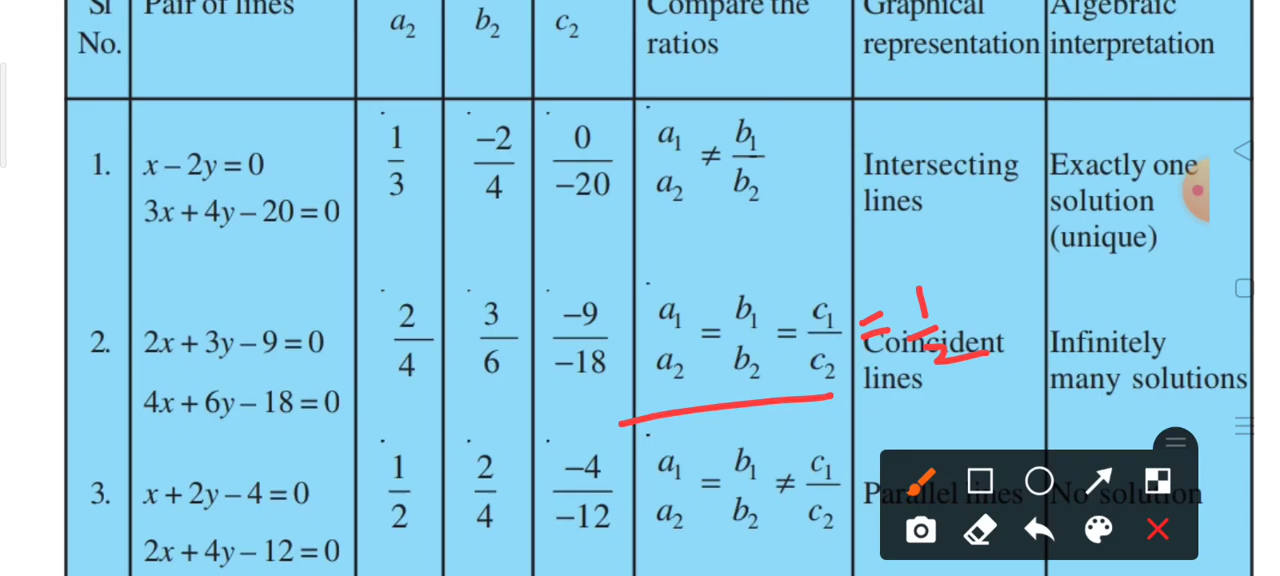 Sl No. | Pair of lines | a₂ | b₂ | c₂ | Compare the ratios | Graphical representation | Algebraic interpretation
1. | x – 2y = 0 | 1/3 | –2/4 | 0/–20 | a₁/a₂ ≠ b₁/b₂ | Intersecting lines | Exactly one solution (unique)
3x + 4y – 20 = 0
2. | 2x + 3y – 9 = 0 | 2/4 | 3/6 | –9/–18 | a₁/a₂ = b₁/b₂ = c₁/c₂ | Coincident lines | Infinitely many solutions
= 1/2
4x + 6y – 18 = 0
3. | x + 2y – 4 = 0 | 1/2 | 2/4 | –4/–12 | a₁/a₂ = b₁/b₂ ≠ c₁/c₂ | Parallel lines | No solution
2x + 4y – 12 = 0